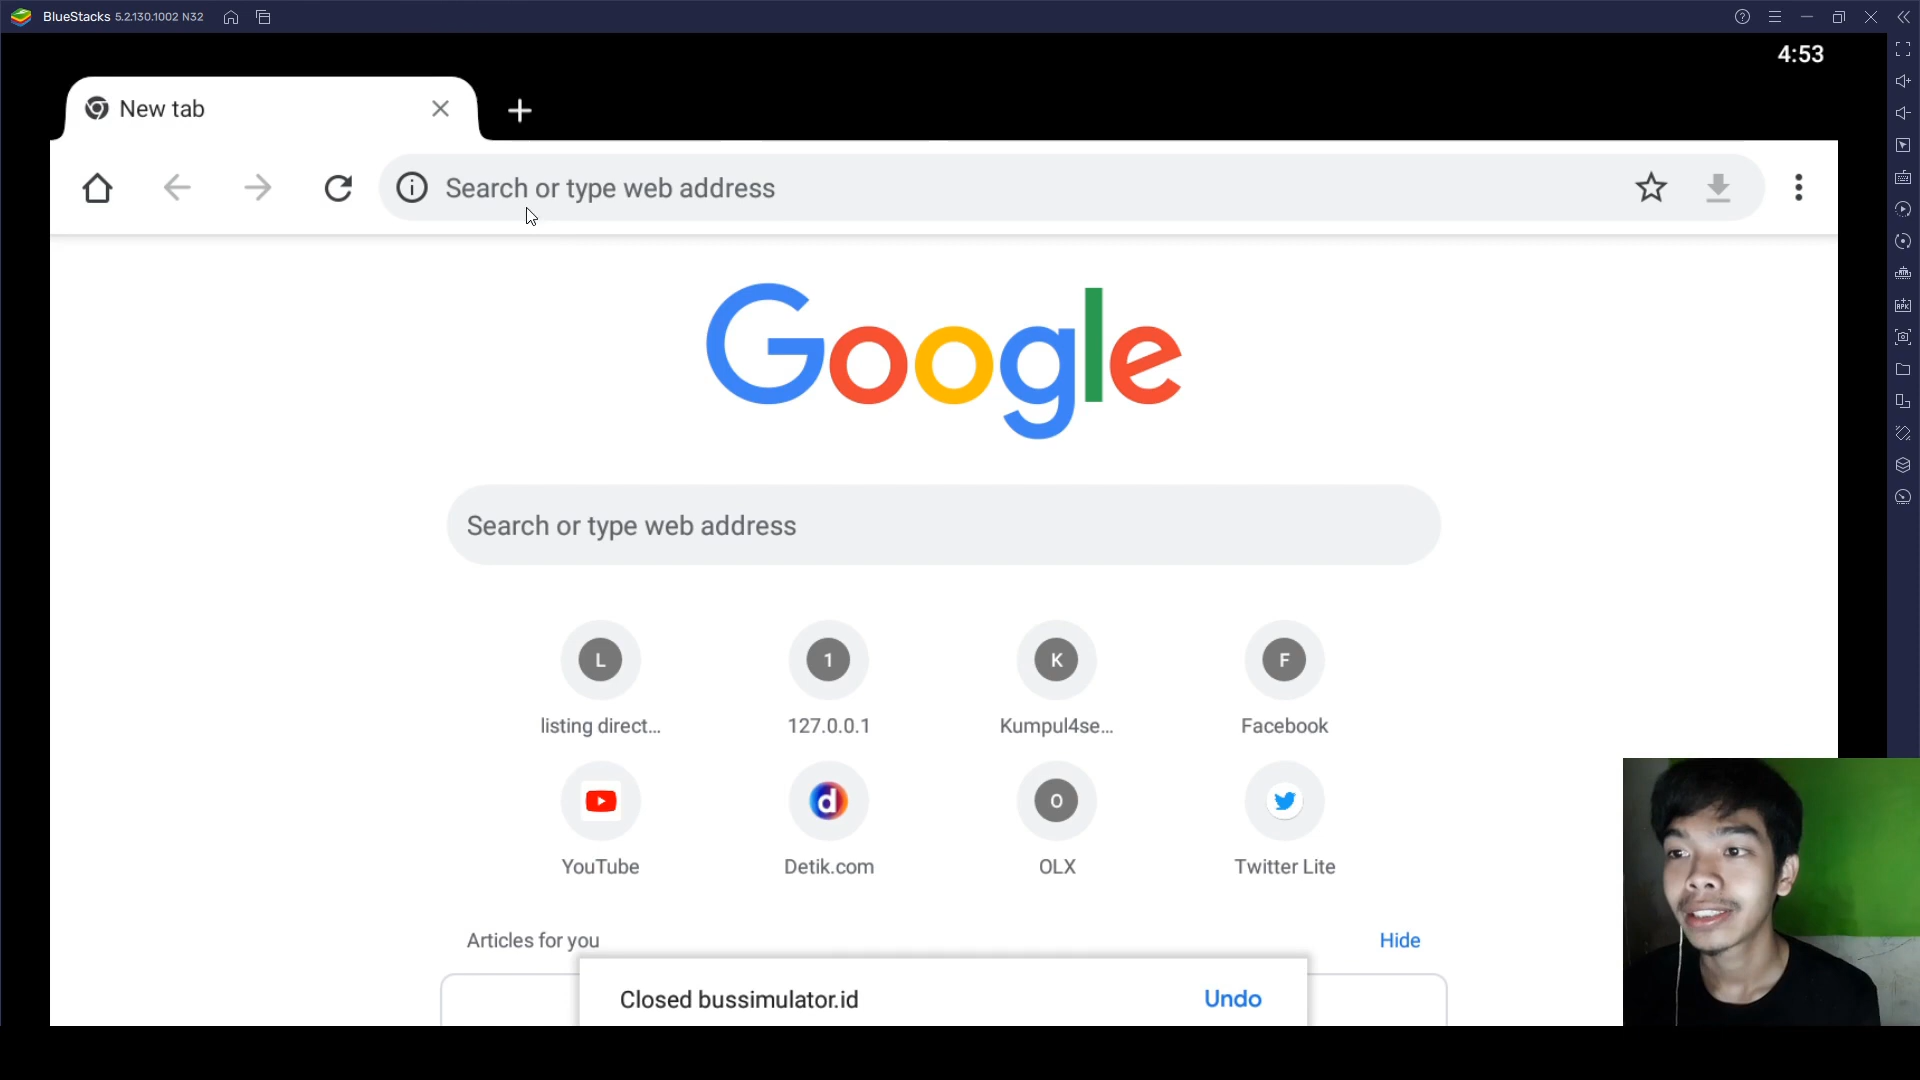 BlueStacks 5.2.130.1002 N32
4:53
New tab
Search or type web address
Google
Search or type web address
L
1
K
F
listing direct...
127.0.0.1
Kumpul4se...
Facebook
d
O
YouTube
Detik.com
OLX
Twitter Lite
Articles for you
Hide
Closed bussimulator.id
Undo
APK